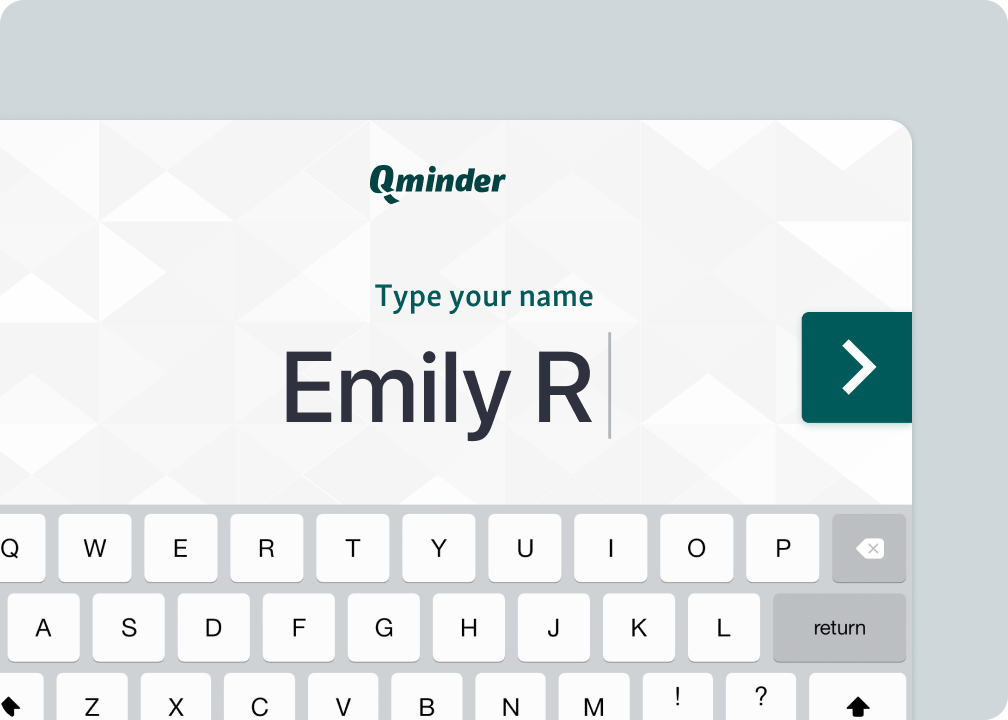 Qminder
Type your name
Emily R
Q W E R T Y U I O P
A S D F G H J K L return
Z X C V B N M ! ?